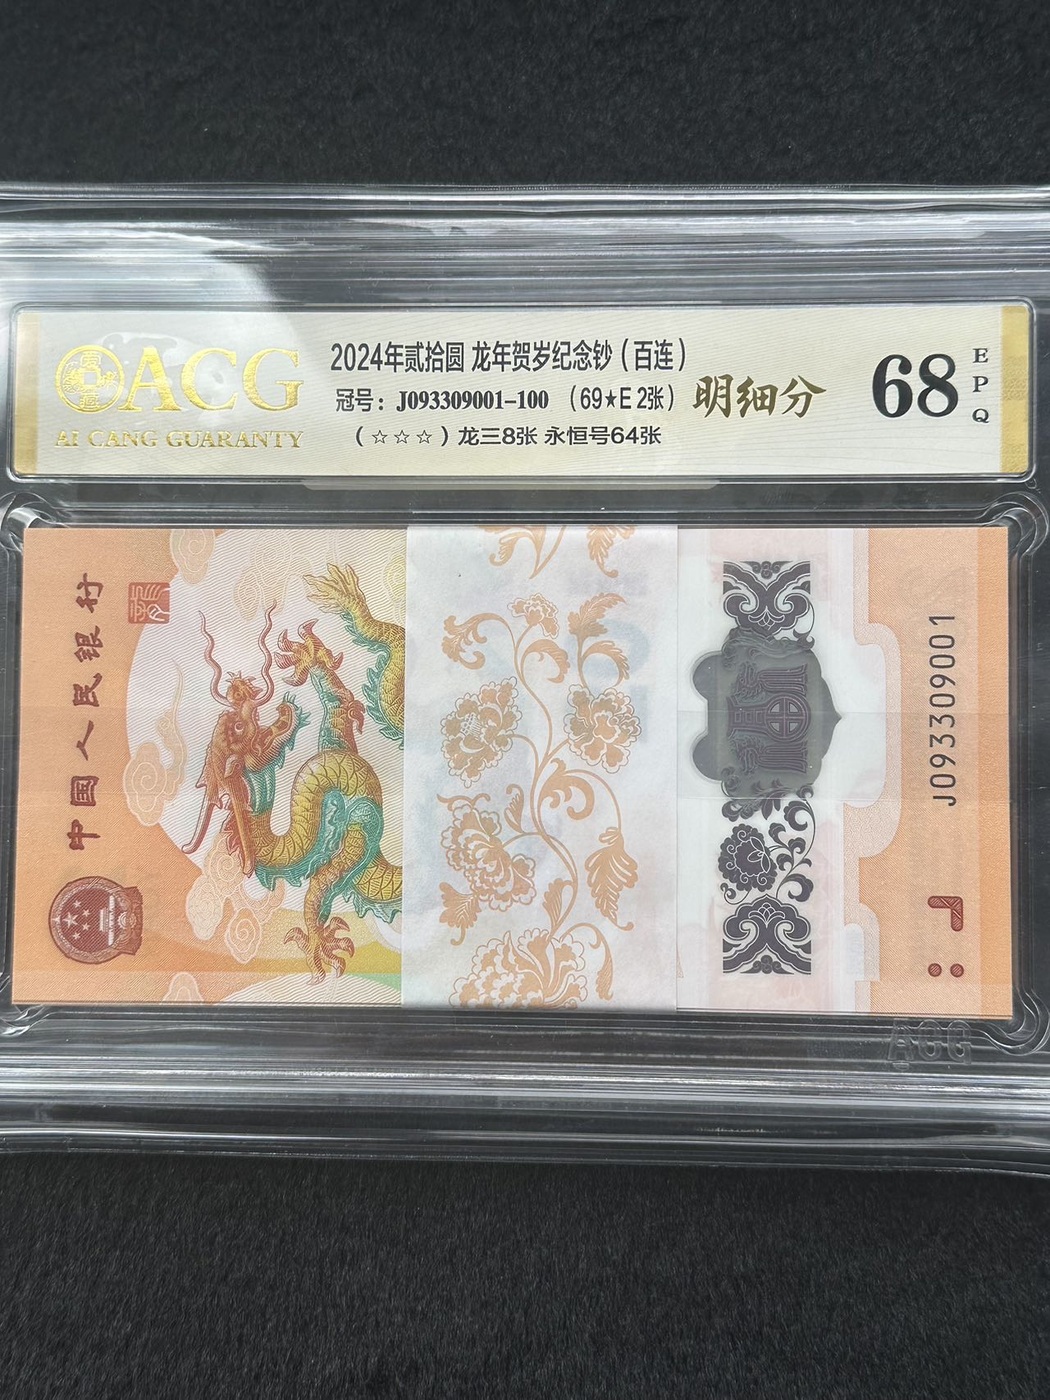 ACG
AI CANG GUARANTY
2024年贰拾圆 龙年贺岁纪念钞(百连)
冠号: J093309001-100 (69★E 2张) 明细分
(☆☆☆)龙三8张 永恒号64张
68
EPQ
中国人民银行
J093309001
ACG